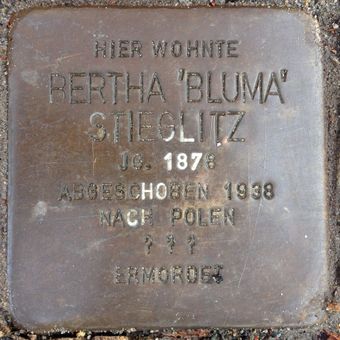 HIER WOHNTE
BERTHA 'BLUMA'
STIEGLITZ
JG. 1876
ABGESCHOBEN 1938
NACH POLEN
? ? ?
ERMORDET